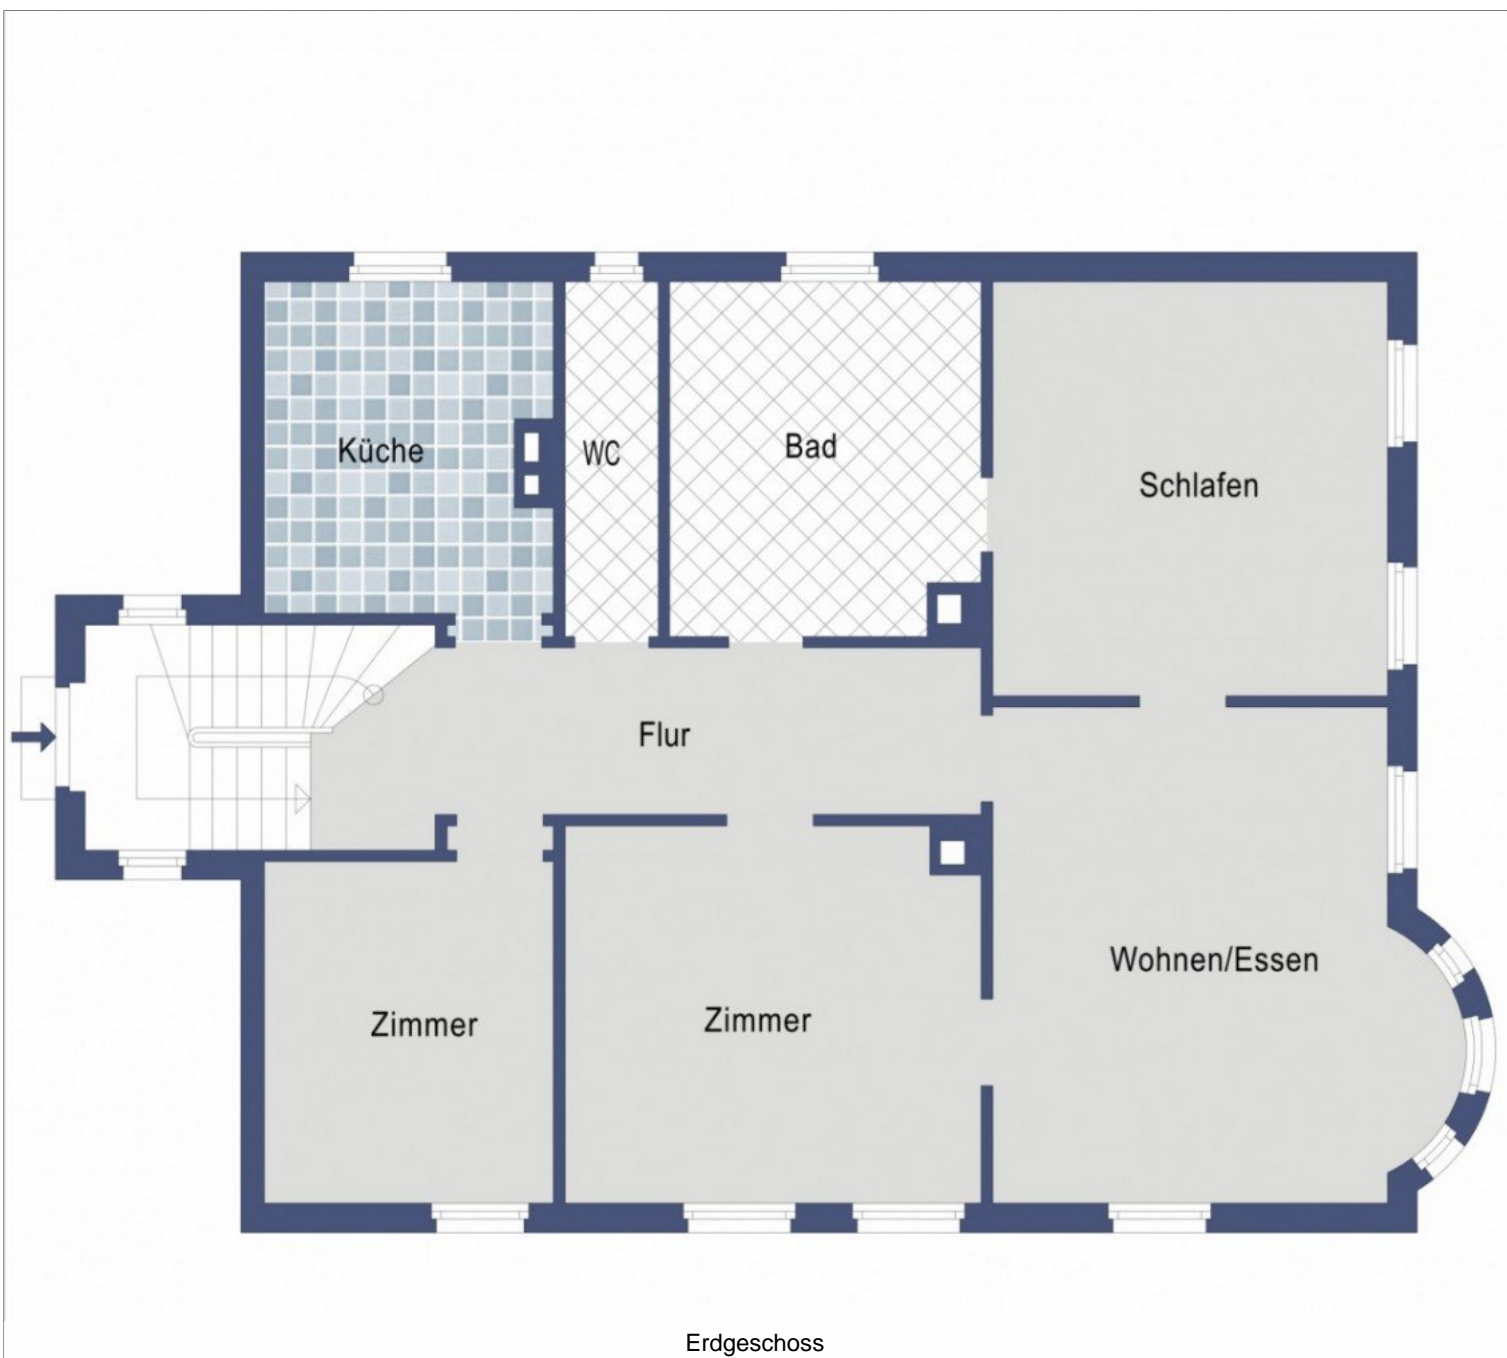 Küche
WC
Bad
Schlafen
Flur
Wohnen/Essen
Zimmer
Zimmer
Erdgeschoss